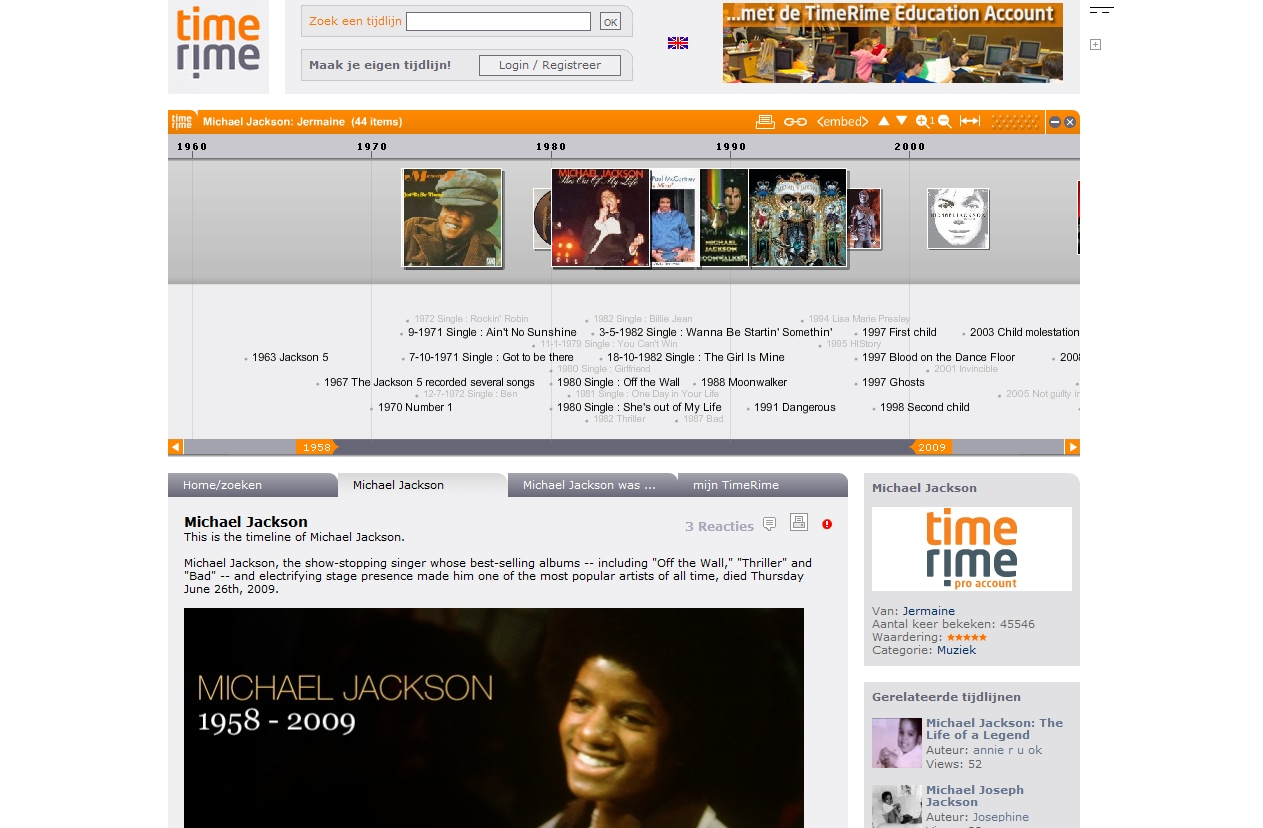 time
rime
Zoek een tijdlijn
OK
Maak je eigen tijdlijn!
Login / Registreer
...met de TimeRime Education Account
time
rime
Michael Jackson: Jermaine (44 items)
<embed>
1
1960
1970
1980
1990
2000
MICHAEL JACKSON
Paul McCartney
MICHAEL
JACKSON
MOONWALKER
MICHAEL JACKSON
1972 Single : Rockin' Robin
1982 Single : Billie Jean
1994 Lisa Marie Presley
9-1971 Single : Ain't No Sunshine
3-5-1982 Single : Wanna Be Startin' Somethin'
1997 First child
2003 Child molestation
11-1-1979 Single : You Can't Win
1995 HIStory
1963 Jackson 5
7-10-1971 Single : Got to be there
18-10-1982 Single : The Girl Is Mine
1997 Blood on the Dance Floor
1980 Single : Girlfriend
2001 Invincible
1967 The Jackson 5 recorded several songs
1980 Single : Off the Wall
1988 Moonwalker
1997 Ghosts
12-7-1972 Single : Ben
1981 Single : One Day in Your Life
2005 Not guilty
1970 Number 1
1980 Single : She's out of My Life
1991 Dangerous
1998 Second child
1982 Thriller
1987 Bad
1958
2009
Home/zoeken
Michael Jackson
Michael Jackson was ...
mijn TimeRime
Michael Jackson
3 Reacties
This is the timeline of Michael Jackson.
Michael Jackson, the show-stopping singer whose best-selling albums -- including "Off the Wall," "Thriller" and
"Bad" -- and electrifying stage presence made him one of the most popular artists of all time, died Thursday
June 26th, 2009.
MICHAEL JACKSON
1958 - 2009
Michael Jackson
time
rime
pro account
Van: Jermaine
Aantal keer bekeken: 45546
Waardering: ★★★★★
Categorie: Muziek
Gerelateerde tijdlijnen
Michael Jackson: The
Life of a Legend
Auteur: annie r u ok
Views: 52
Michael Joseph
Jackson
Auteur: Josephine